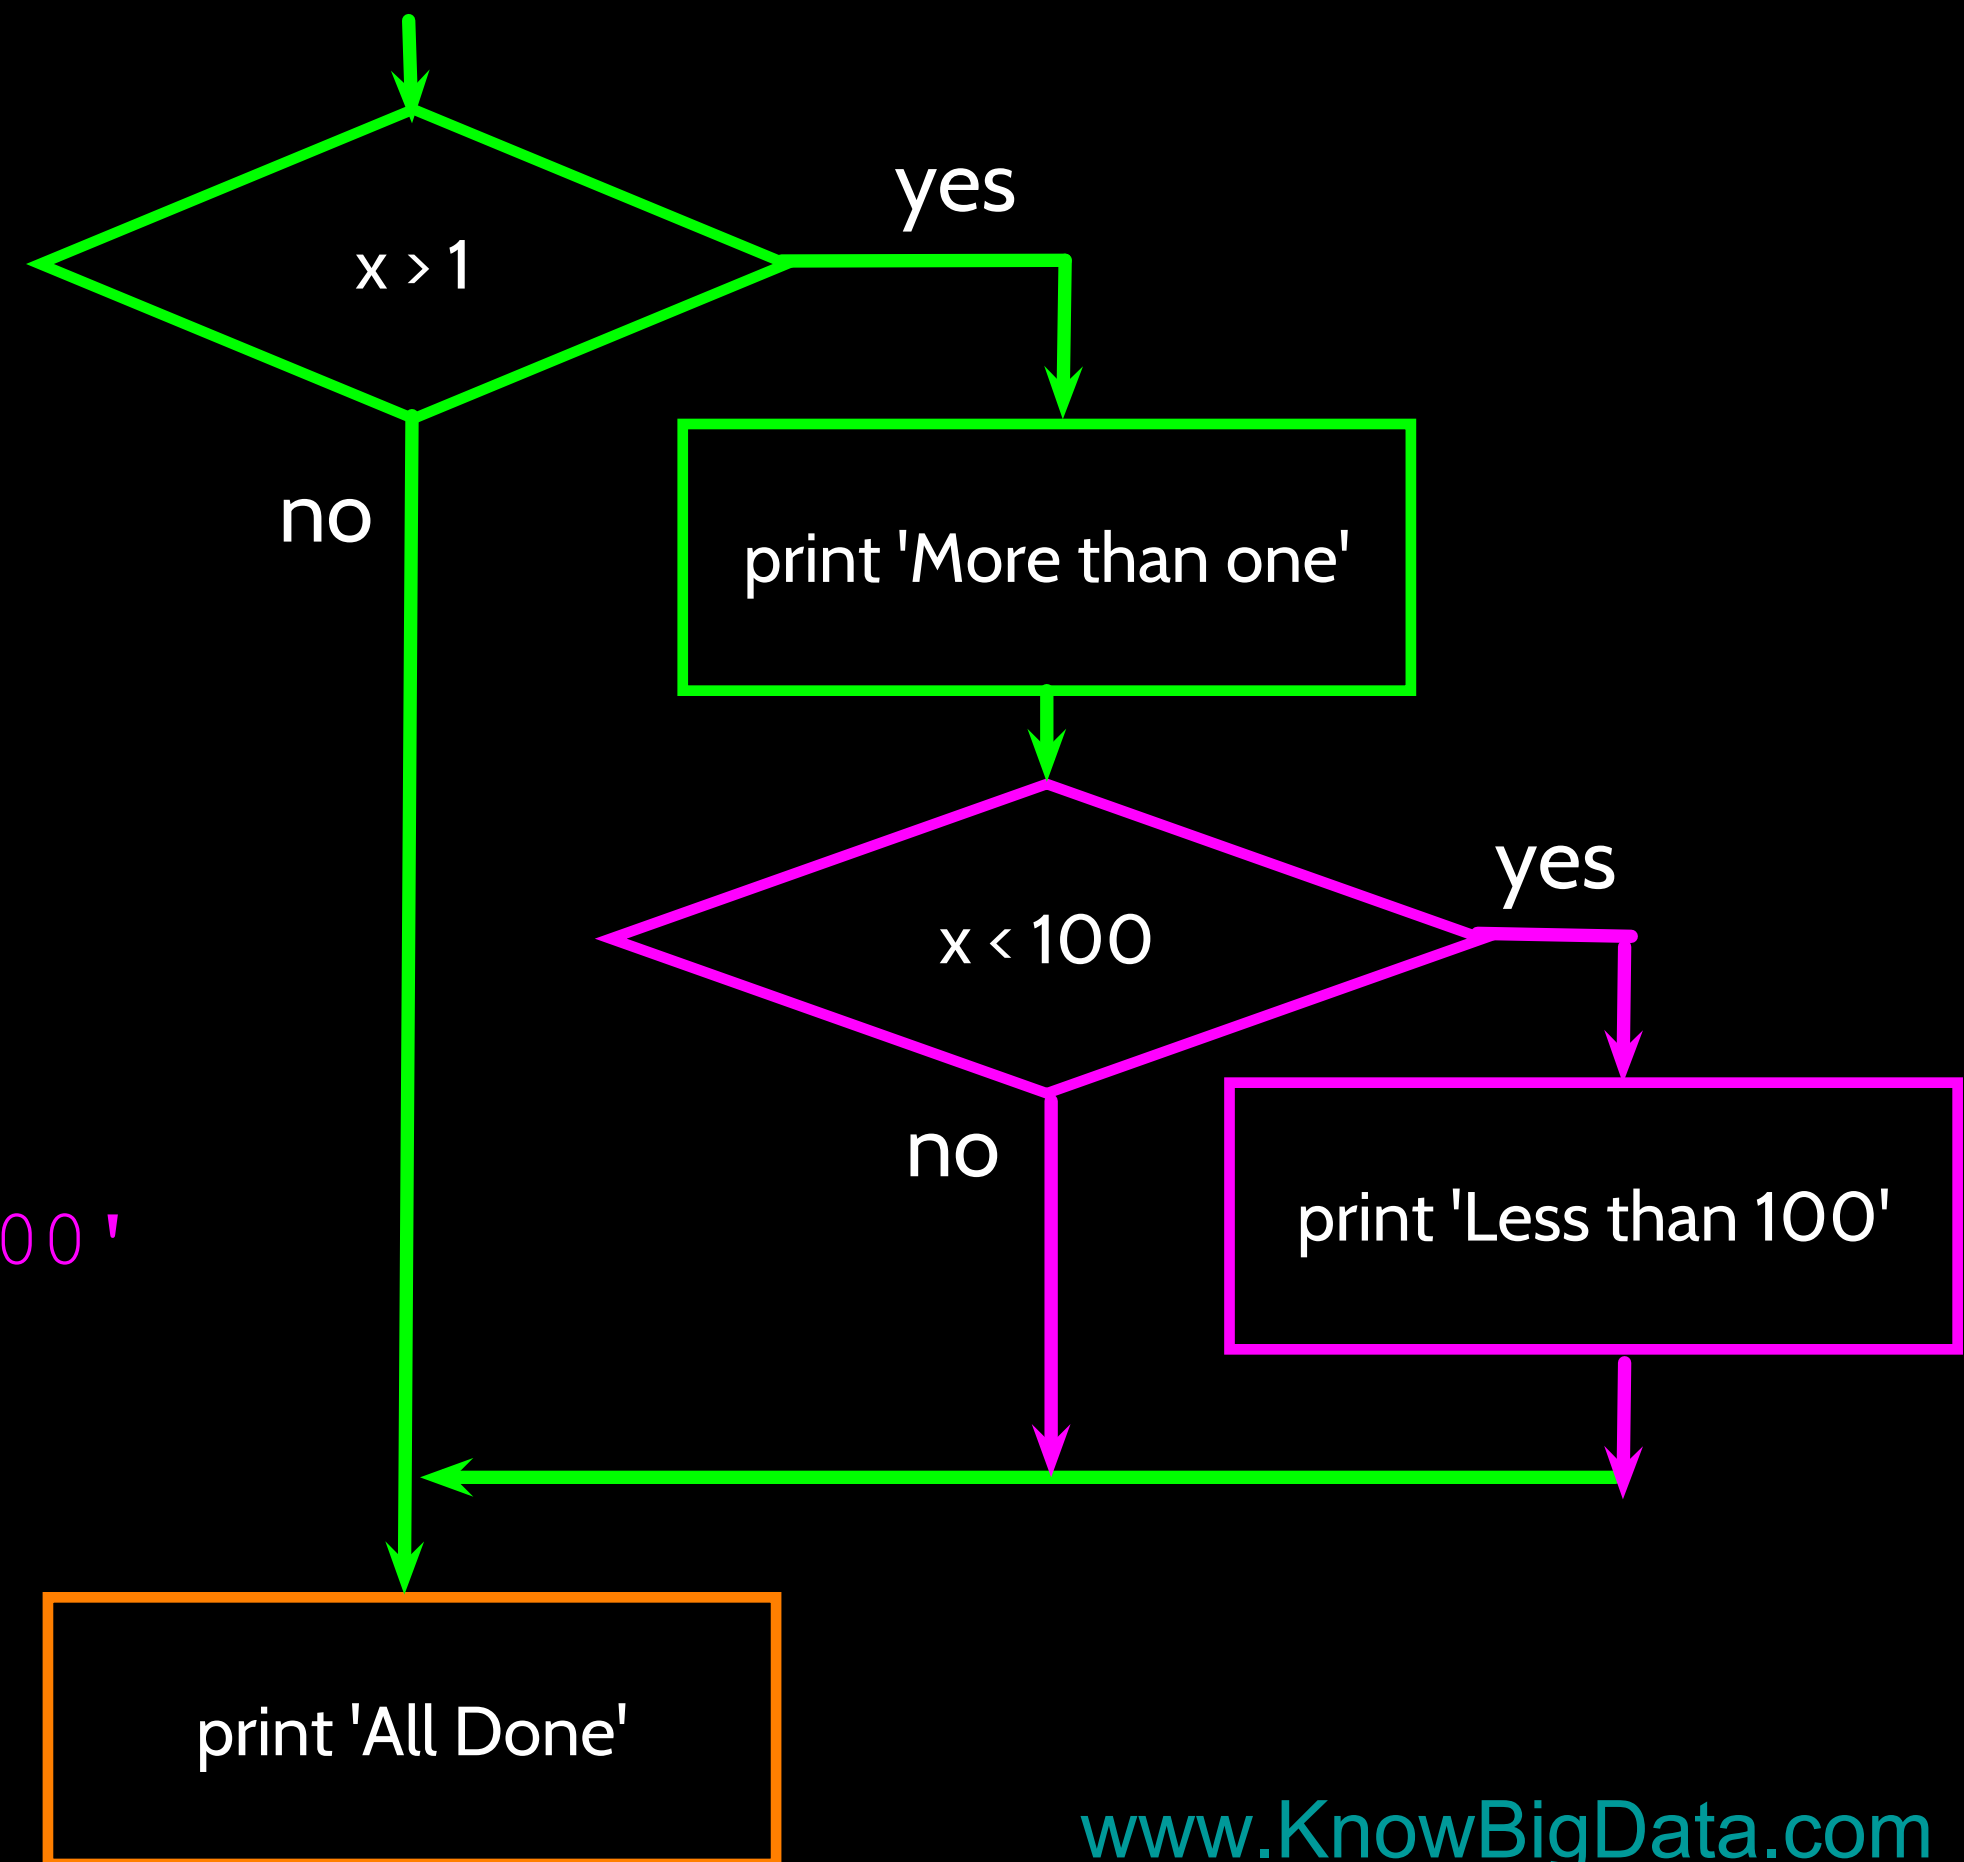 yes
x > 1
no
print 'More than one'
yes
x < 100
no
00'
print 'Less than 100'
print 'All Done'
www.KnowBigData.com